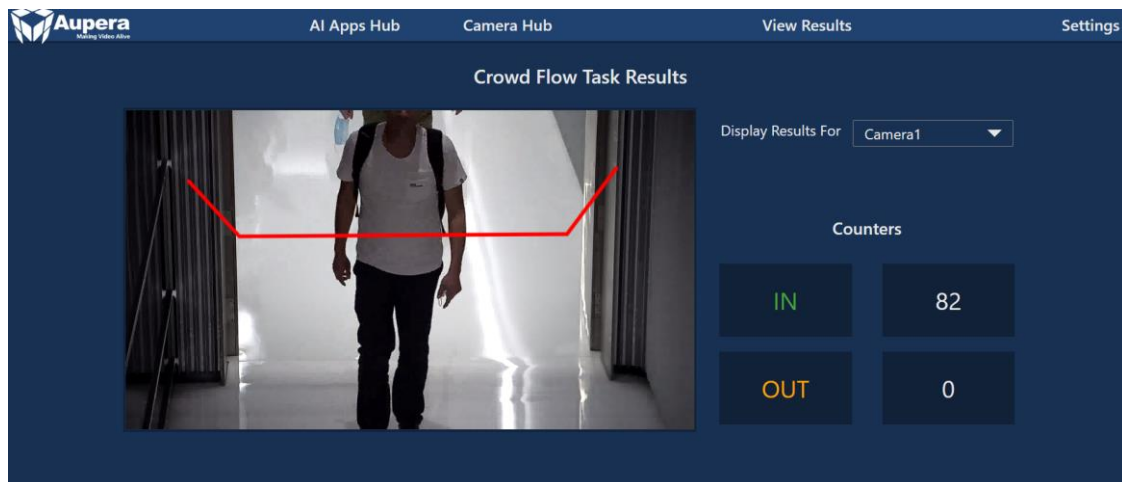 Aupera
Making Video Alive
AI Apps Hub
Camera Hub
View Results
Settings
Crowd Flow Task Results
Display Results For
Camera1
Counters
IN
82
OUT
0